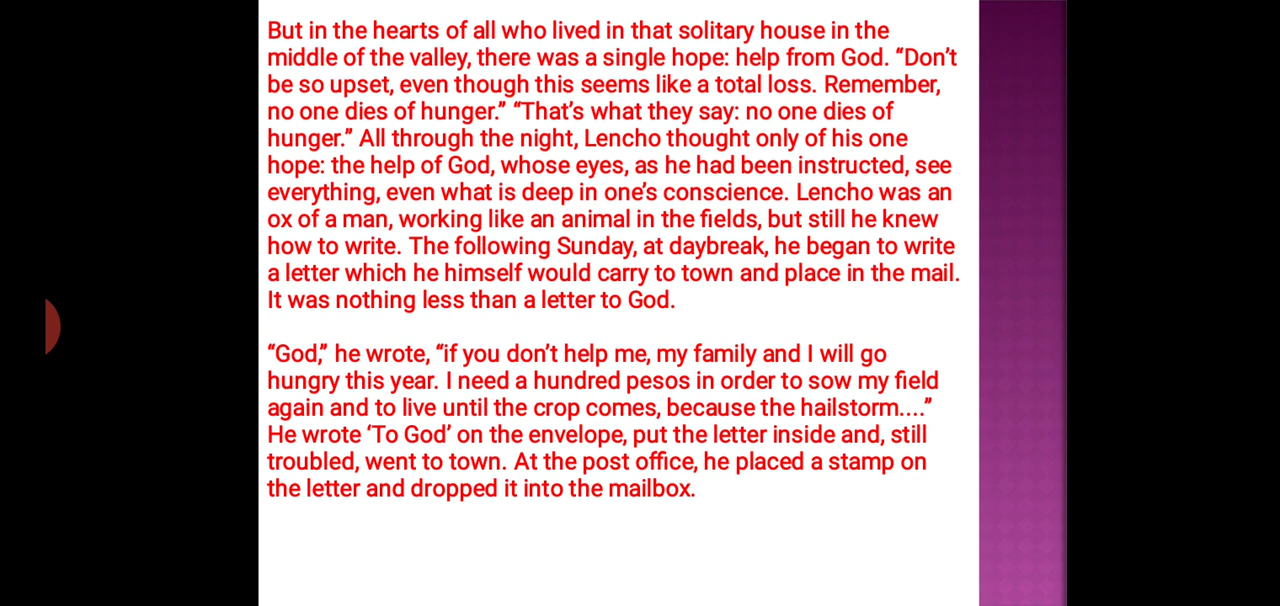 But in the hearts of all who lived in that solitary house in the
middle of the valley, there was a single hope: help from God. “Don’t
be so upset, even though this seems like a total loss. Remember,
no one dies of hunger.” “That’s what they say: no one dies of
hunger.” All through the night, Lencho thought only of his one
hope: the help of God, whose eyes, as he had been instructed, see
everything, even what is deep in one’s conscience. Lencho was an
ox of a man, working like an animal in the fields, but still he knew
how to write. The following Sunday, at daybreak, he began to write
a letter which he himself would carry to town and place in the mail.
It was nothing less than a letter to God.
“God,” he wrote, “if you don’t help me, my family and I will go
hungry this year. I need a hundred pesos in order to sow my field
again and to live until the crop comes, because the hailstorm....”
He wrote ‘To God’ on the envelope, put the letter inside and, still
troubled, went to town. At the post office, he placed a stamp on
the letter and dropped it into the mailbox.